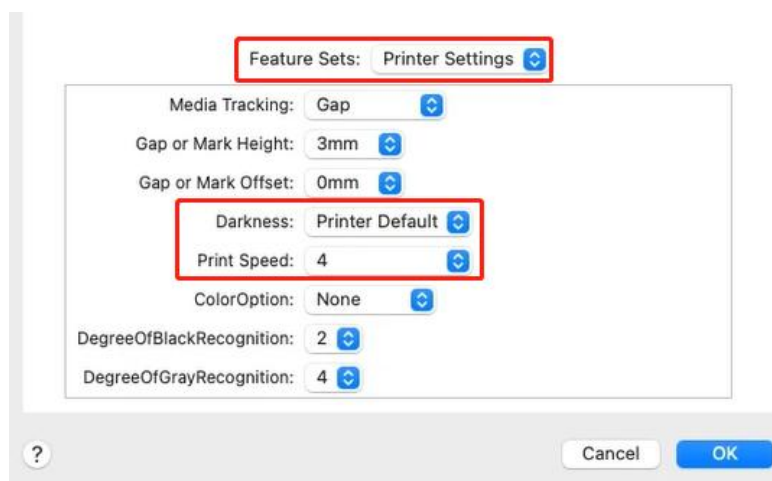 Feature Sets: Printer Settings
Media Tracking: Gap
Gap or Mark Height: 3mm
Gap or Mark Offset: 0mm
Darkness: Printer Default
Print Speed: 4
ColorOption: None
DegreeOfBlackRecognition: 2
DegreeOfGrayRecognition: 4
? Cancel OK